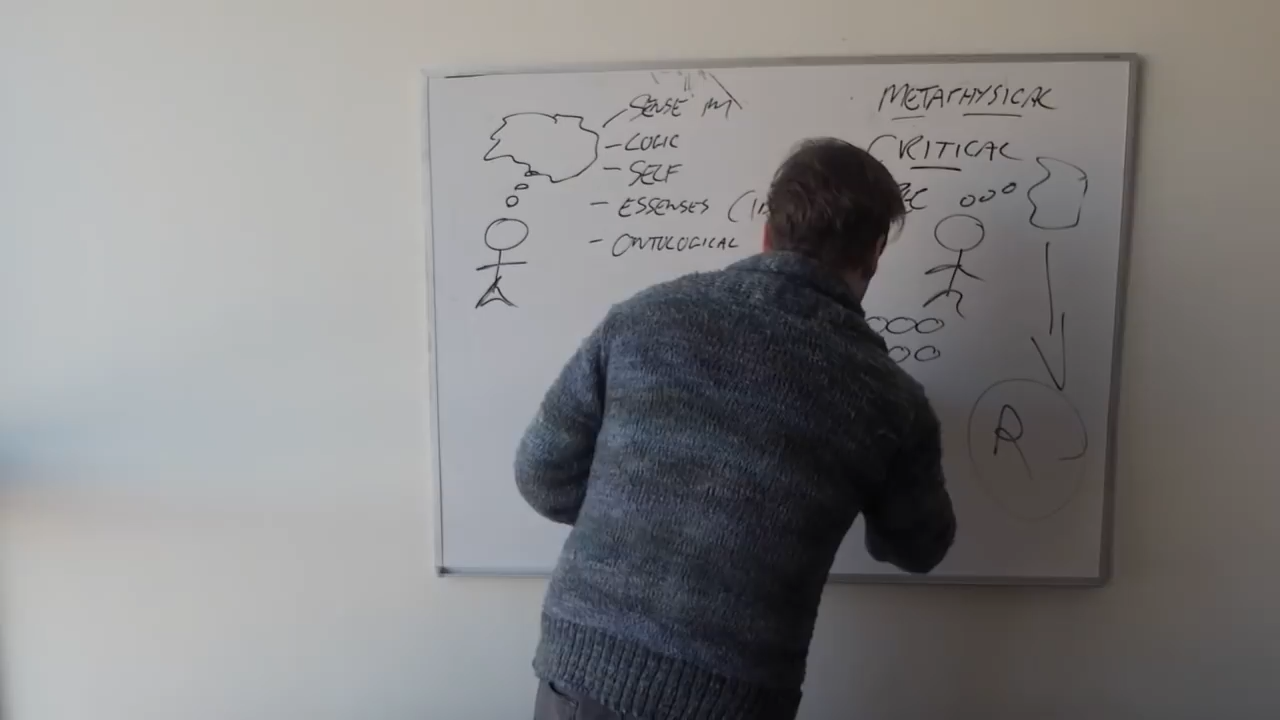 SENSE
- LOGIC
- SELF
- ESSENSES
- ONTOLOGICAL
METAPHYSICAL
CRITICAL
R